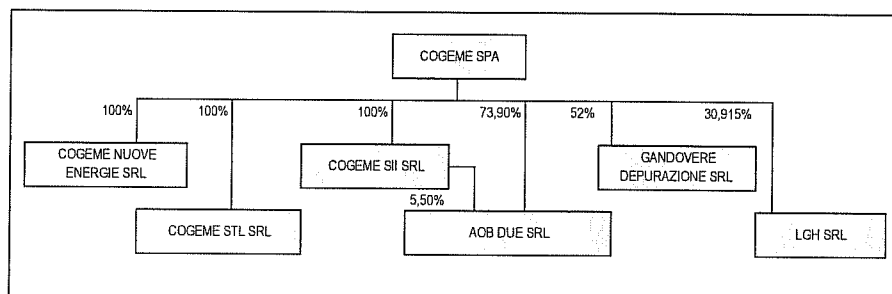 COGEME SPA
100%
100%
100%
73,90%
52%
30,915%
COGEME NUOVE
ENERGIE SRL
COGEME SII SRL
GANDOVERE
DEPURAZIONE SRL
5,50%
COGEME STL SRL
AOB DUE SRL
LGH SRL